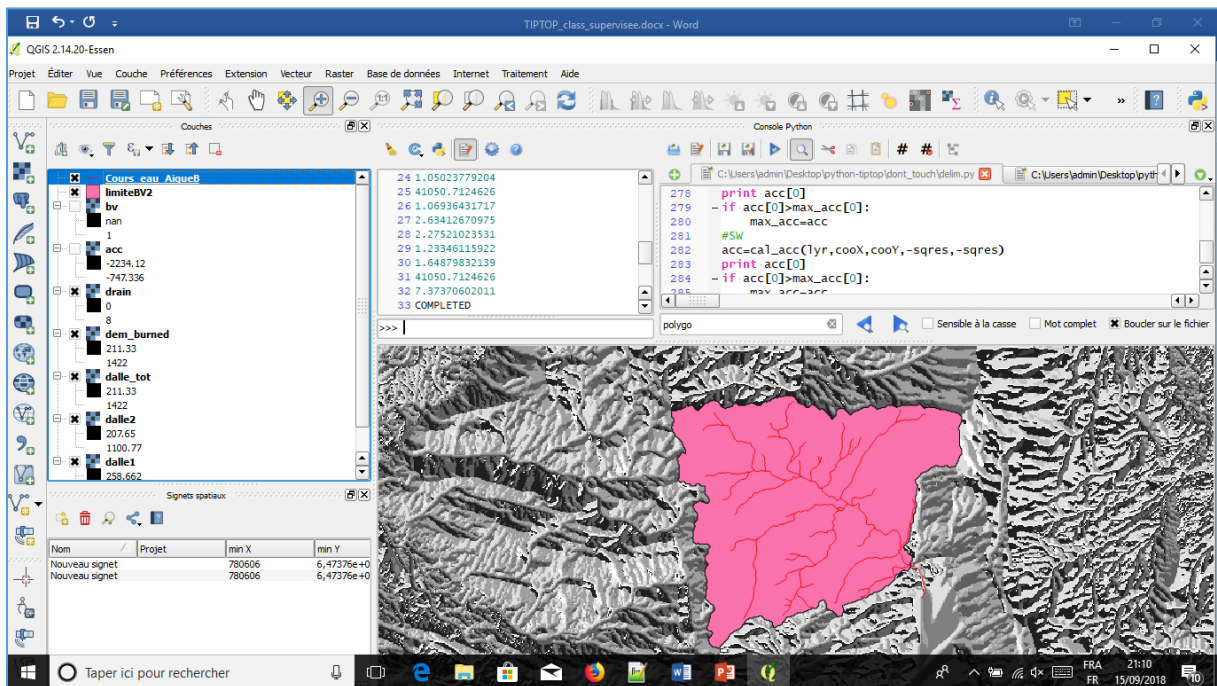 TIPTOP_class_supervisee.docx - Word
QGIS 2.14.20-Essen
Projet Éditer Vue Couche Préférences Extension Vecteur Raster Base de données Internet Traitement Aide
Couches
Cours_eau_AigueB
limiteBV2
bv
nan
1
acc
-2234.12
-747.336
drain
0
8
dem_burned
211.33
1422
dalle_tot
211.33
1422
dalle2
207.65
1100.77
dalle1
258.662
Signets spatiaux
Nom Projet min X min Y
Nouveau signet 780606 6,47376e+0
Nouveau signet 780606 6,47376e+0
Console Python
24 1.05023779204
25 41050.7124626
26 1.06936431717
27 2.63412670975
28 2.27521023531
29 1.23346115922
30 1.64879832139
31 41050.7124626
32 7.37370602011
33 COMPLETED
>>>
C:\Users\admin\Desktop\python-tiptop\dont_touch\delim.py
C:\Users\admin\Desktop\pyth
278 print acc[0]
279 if acc[0]>max_acc[0]:
280 max_acc=acc
281 #SW
282 acc=cal_acc(lyr,cooX,cooY,-sqres,-sqres)
283 print acc[0]
284 if acc[0]>max_acc[0]:
285 max_acc=acc
polygo
Sensible à la casse Mot complet Boucler sur le fichier
Taper ici pour rechercher
FRA
FR
21:10
15/09/2018
10